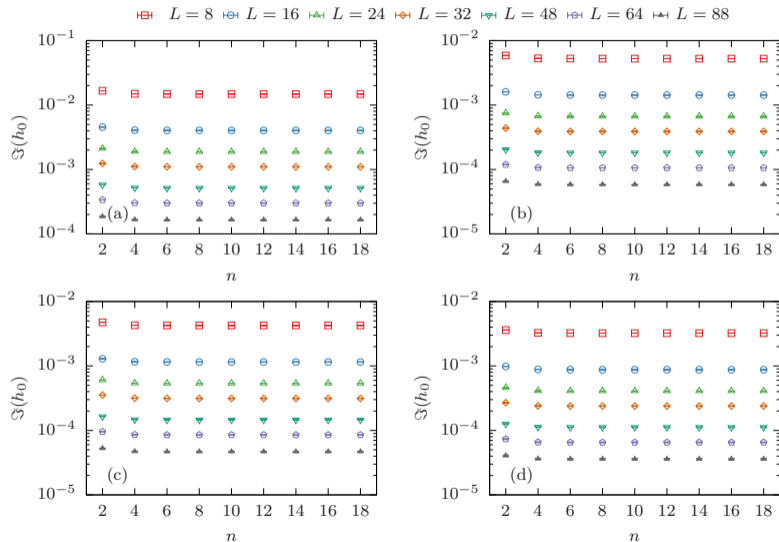 L = 8 L = 16 L = 24 L = 32 L = 48 L = 64 L = 88
10⁻¹
10⁻²
10⁻³
10⁻⁴
ℑ(h₀)
(a)
2 4 6 8 10 12 14 16 18
n
10⁻²
10⁻³
10⁻⁴
10⁻⁵
ℑ(h₀)
(b)
2 4 6 8 10 12 14 16 18
n
10⁻²
10⁻³
10⁻⁴
10⁻⁵
ℑ(h₀)
(c)
2 4 6 8 10 12 14 16 18
n
10⁻²
10⁻³
10⁻⁴
10⁻⁵
ℑ(h₀)
(d)
2 4 6 8 10 12 14 16 18
n